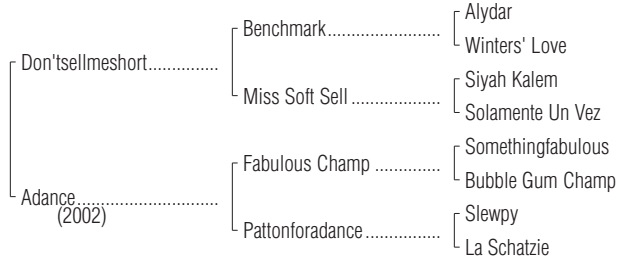 Alydar
Benchmark....................
Winters' Love
Don'tsellmeshort...............
Siyah Kalem
Miss Soft Sell ................
Solamente Un Vez
Somethingfabulous
Fabulous Champ ............
Bubble Gum Champ
Adance.............................
(2002)
Slewpy
Pattonforadance..............
La Schatzie